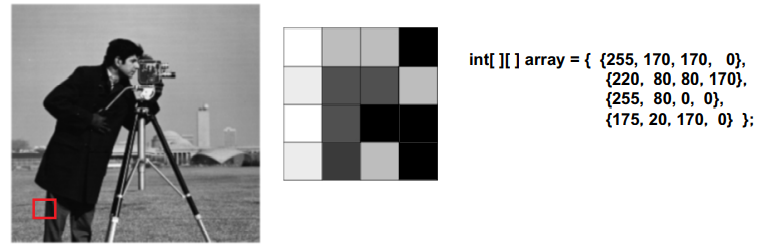 int[ ][ ] array = { {255, 170, 170, 0},
{220, 80, 80, 170},
{255, 80, 0, 0},
{175, 20, 170, 0} };